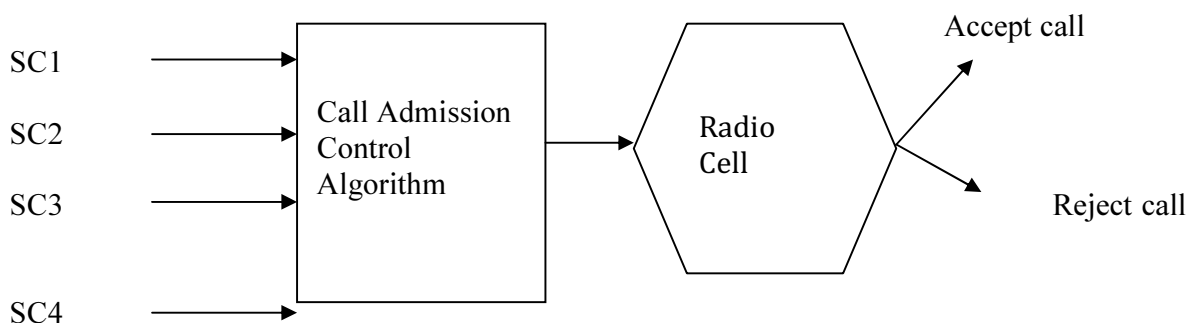 Accept call
SC1
SC2
SC3
SC4
Call Admission
Control
Algorithm
Radio
Cell
Reject call